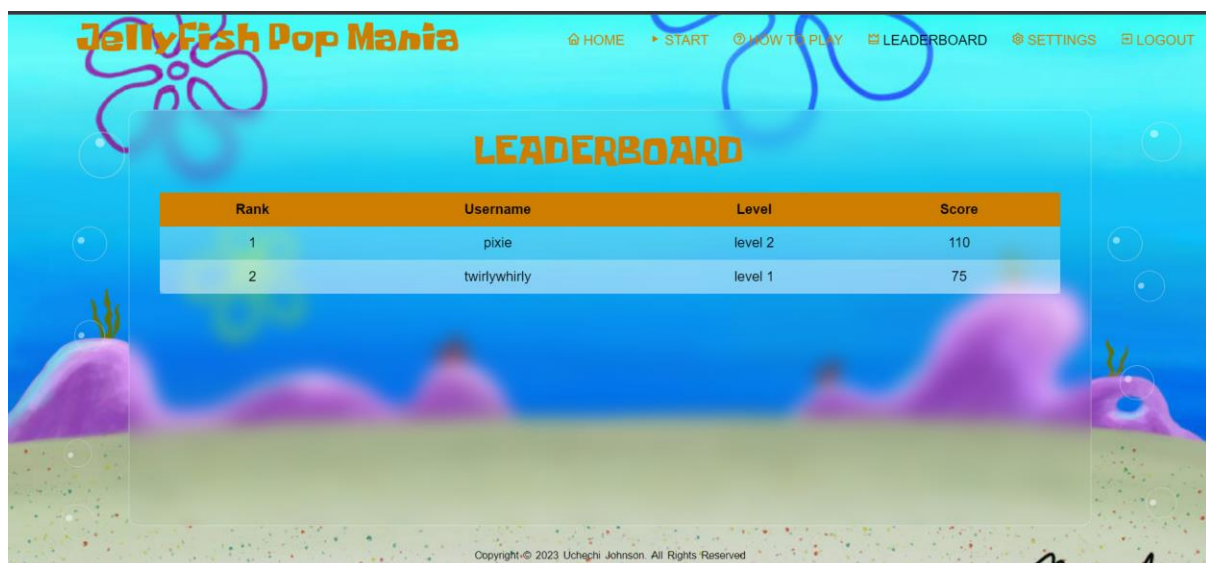 JellyFish Pop Mania
HOME START HOW TO PLAY LEADERBOARD SETTINGS LOGOUT
LEADERBOARD
Rank Username Level Score
1 pixie level 2 110
2 twirlywhirly level 1 75
Copyright © 2023 Uchechi Johnson. All Rights Reserved